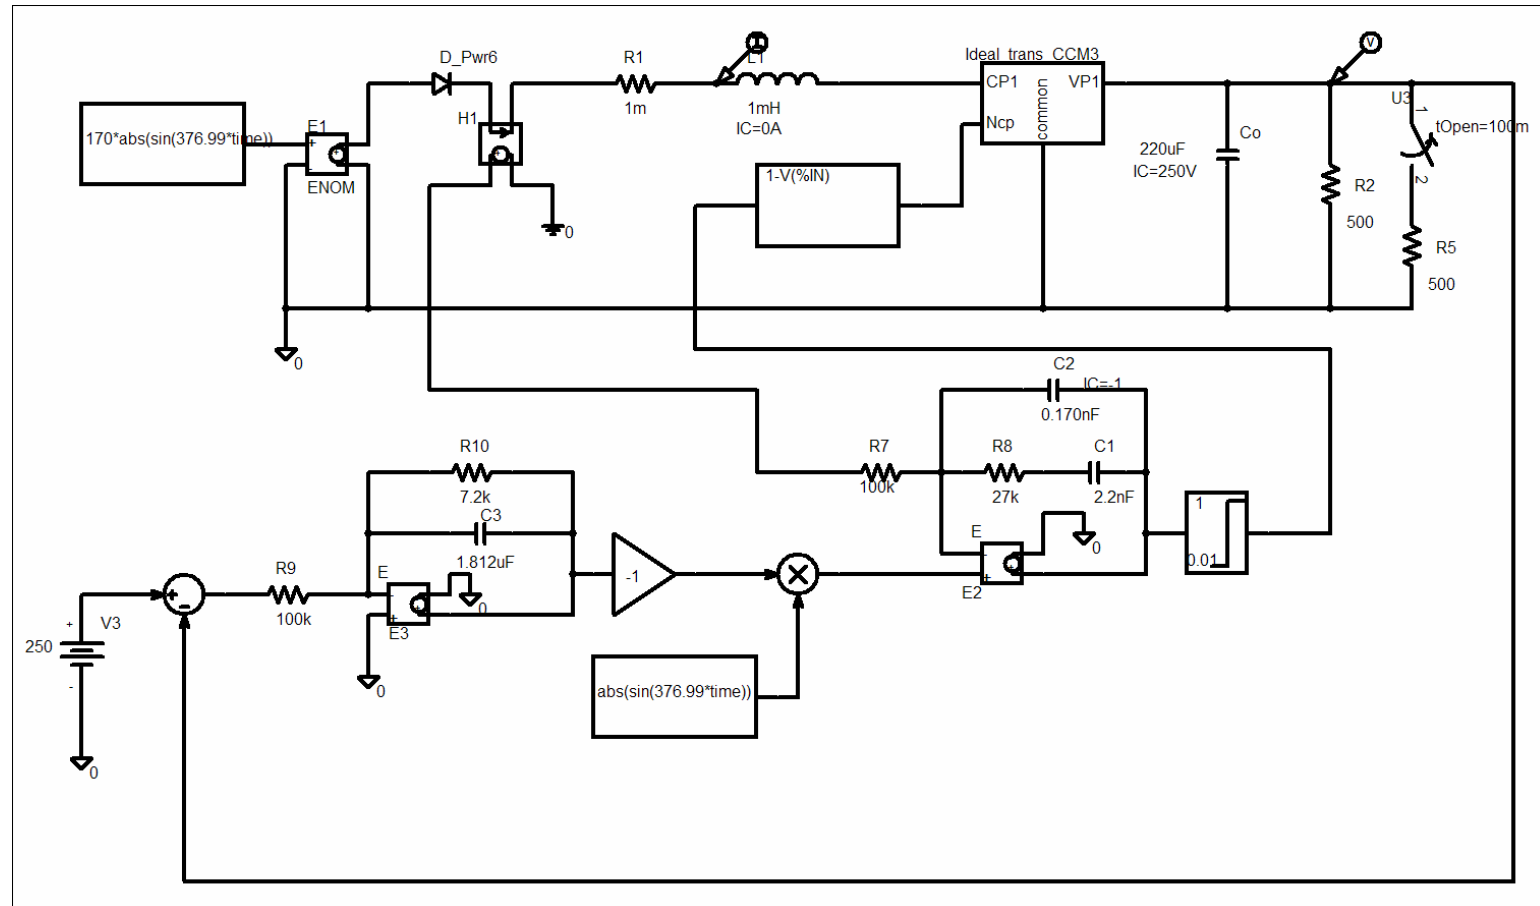 D_Pwr6
R1
1m
L1
1mH
IC=0A
Ideal_trans_CCM3
CP1
VP1
Ncp
common
V
U3
1
tOpen=100m
2
170*abs(sin(376.99*time))
E1
+
-
ENOM
H1
0
1-V(%IN)
220uF
IC=250V
Co
R2
500
R5
500
0
C2
IC=-1
0.170nF
R10
7.2k
C3
1.812uF
R7
100k
R8
27k
C1
2.2nF
E
-
+
E2
0
1
0.01
R9
100k
E
-
+
E3
0
0
-1
+
-
V3
+
250
-
0
abs(sin(376.99*time))